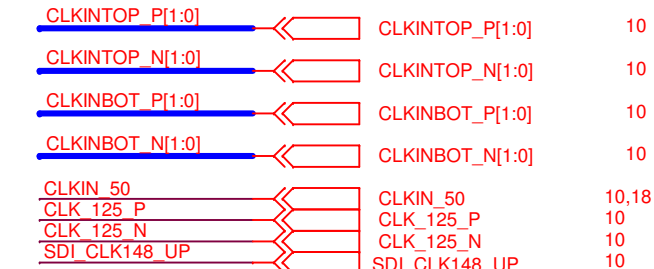 CLKINTOP_P[1:0] CLKINTOP_P[1:0] 10
CLKINTOP_N[1:0] CLKINTOP_N[1:0] 10
CLKINBOT_P[1:0] CLKINBOT_P[1:0] 10
CLKINBOT_N[1:0] CLKINBOT_N[1:0] 10
CLKIN_50 CLKIN_50 10,18
CLK_125_P CLK_125_P 10
CLK_125_N CLK_125_N 10
SDI_CLK148_UP SDI_CLK148_UP 10